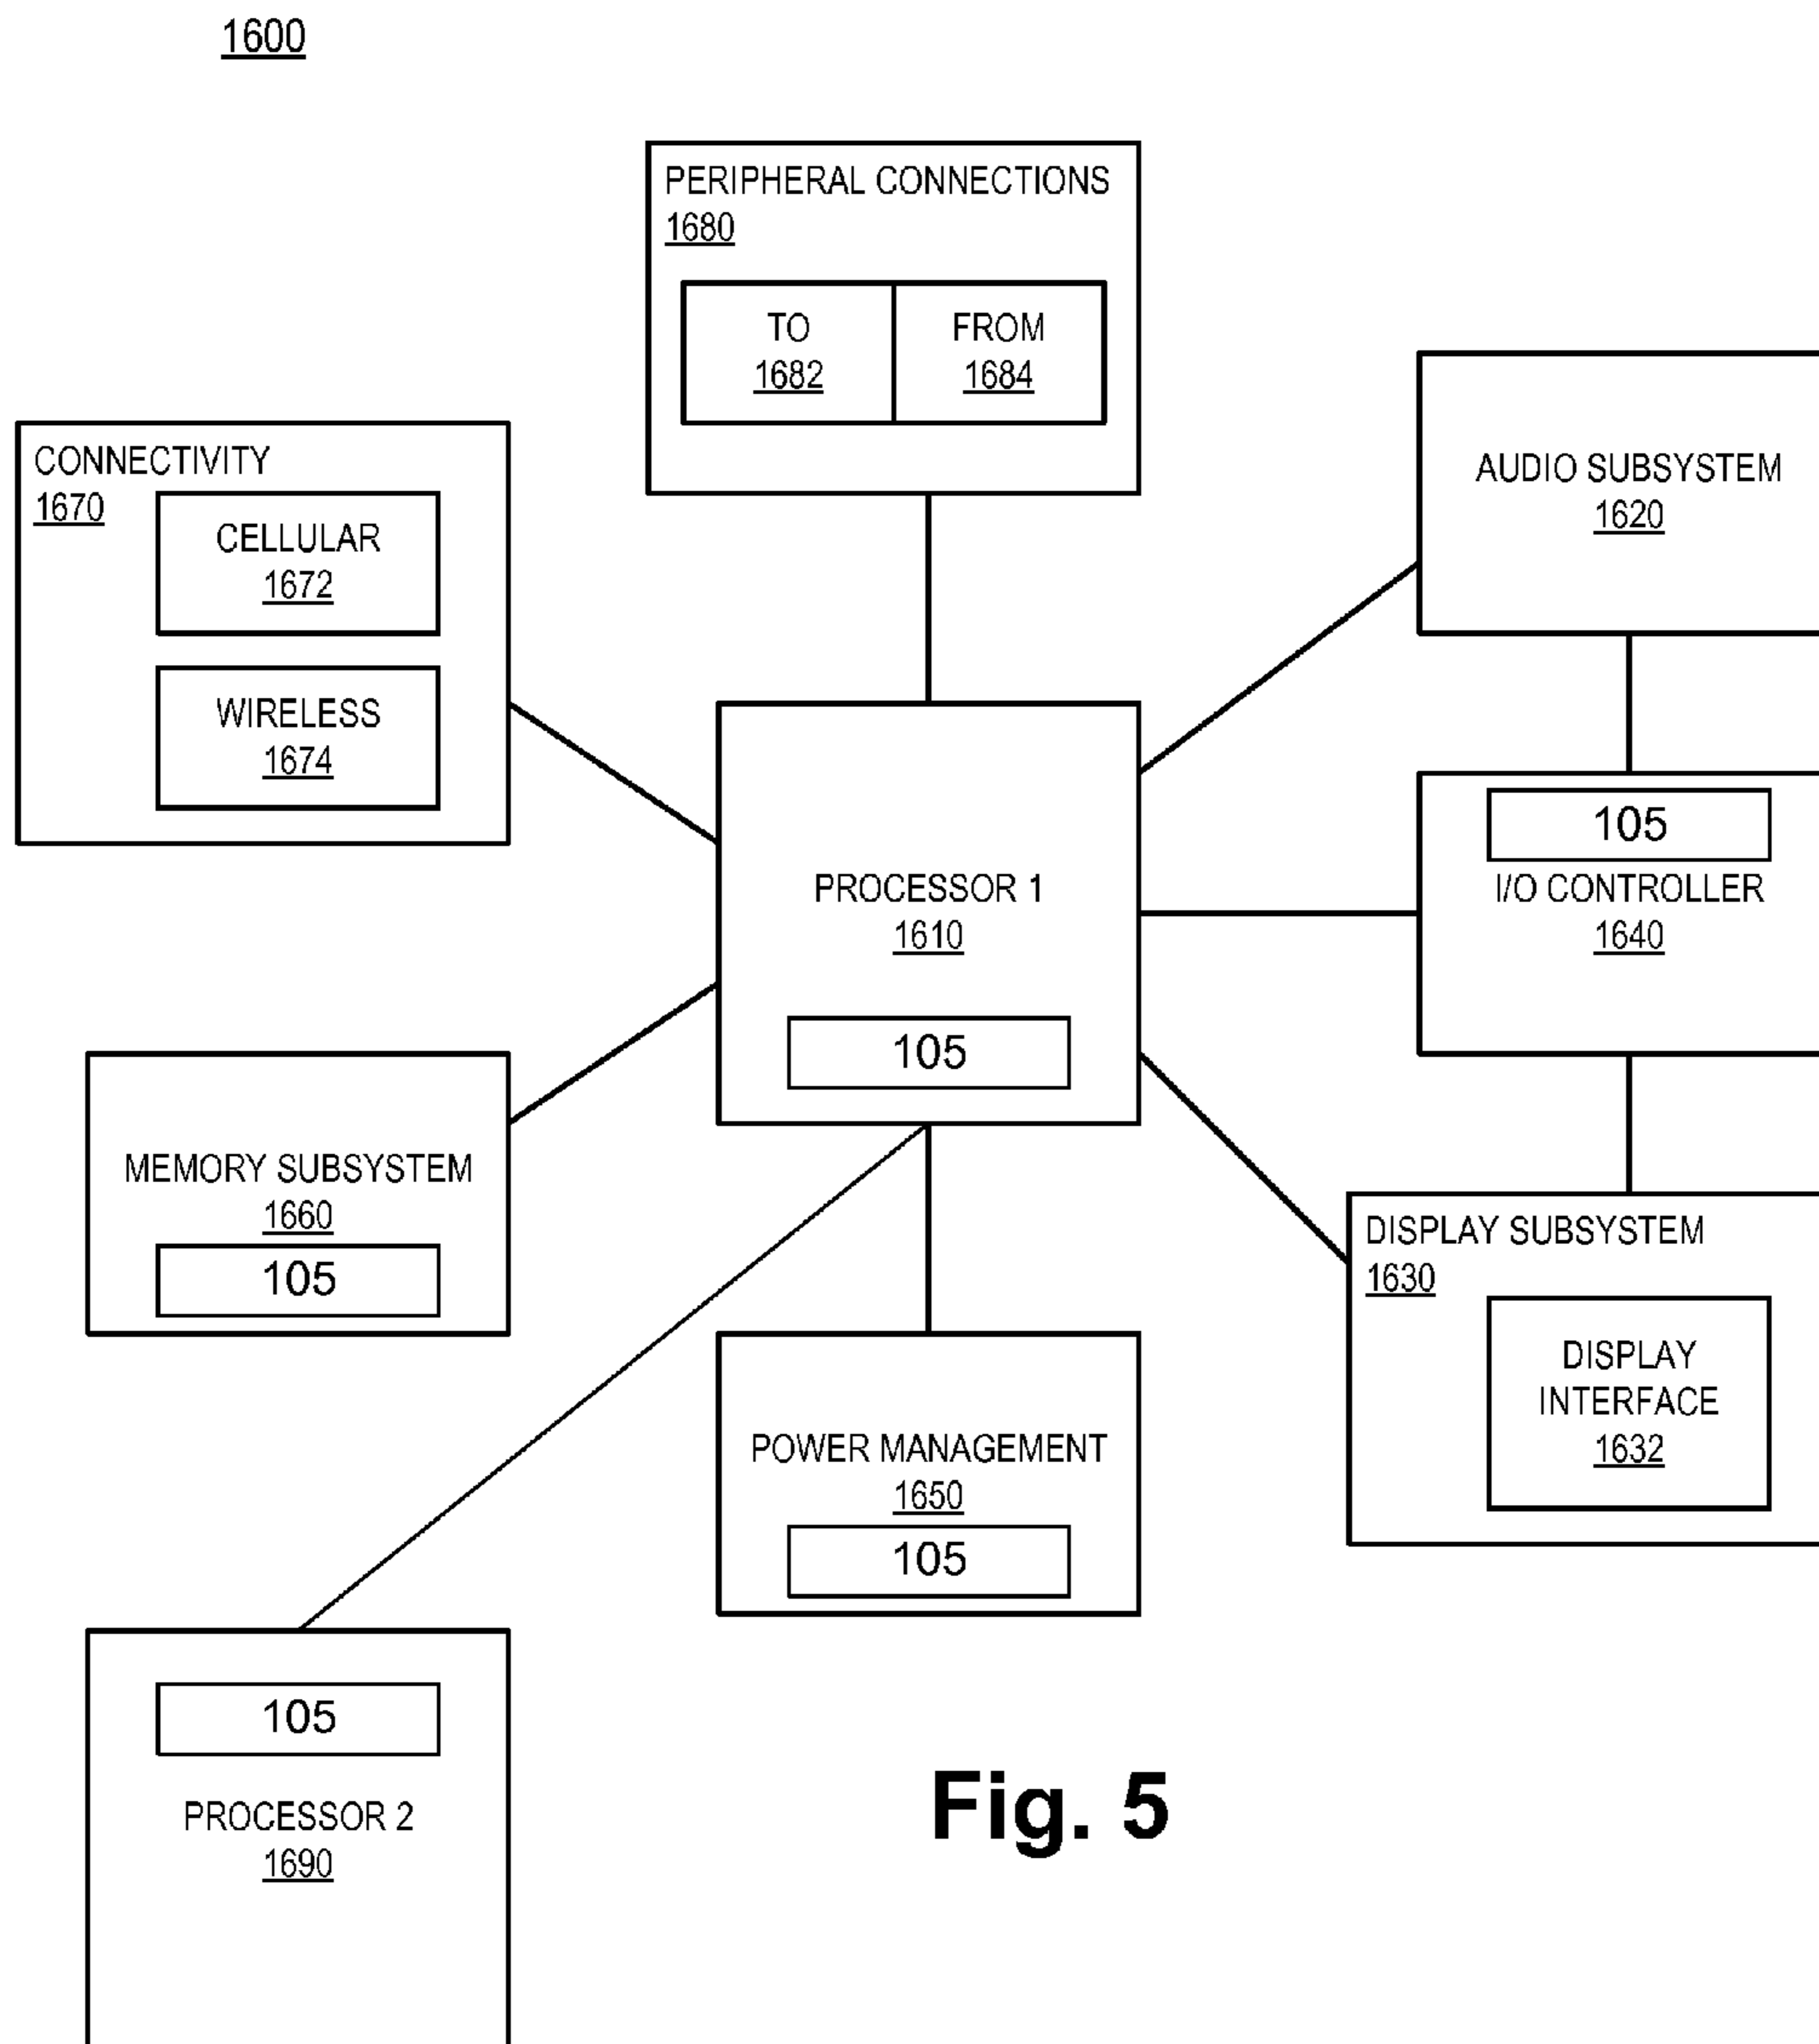 1600
PERIPHERAL CONNECTIONS
1680
TO
1682
FROM
1684
CONNECTIVITY
1670
CELLULAR
1672
WIRELESS
1674
AUDIO SUBSYSTEM
1620
PROCESSOR 1
1610
105
105
I/O CONTROLLER
1640
MEMORY SUBSYSTEM
1660
105
DISPLAY SUBSYSTEM
1630
DISPLAY
INTERFACE
1632
POWER MANAGEMENT
1650
105
105
PROCESSOR 2
1690
Fig. 5